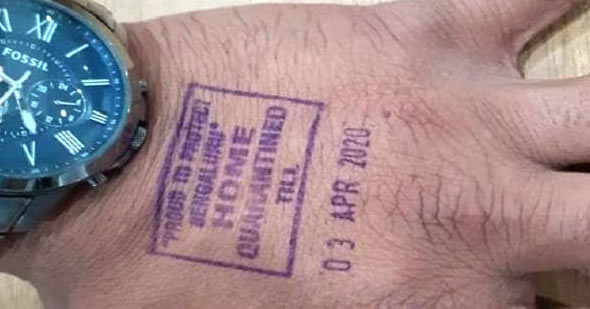 FOSSIL
"PROUD TO PROTECT
BENGALURU"
HOME
QUARANTINED
TILL
03 APR 2020